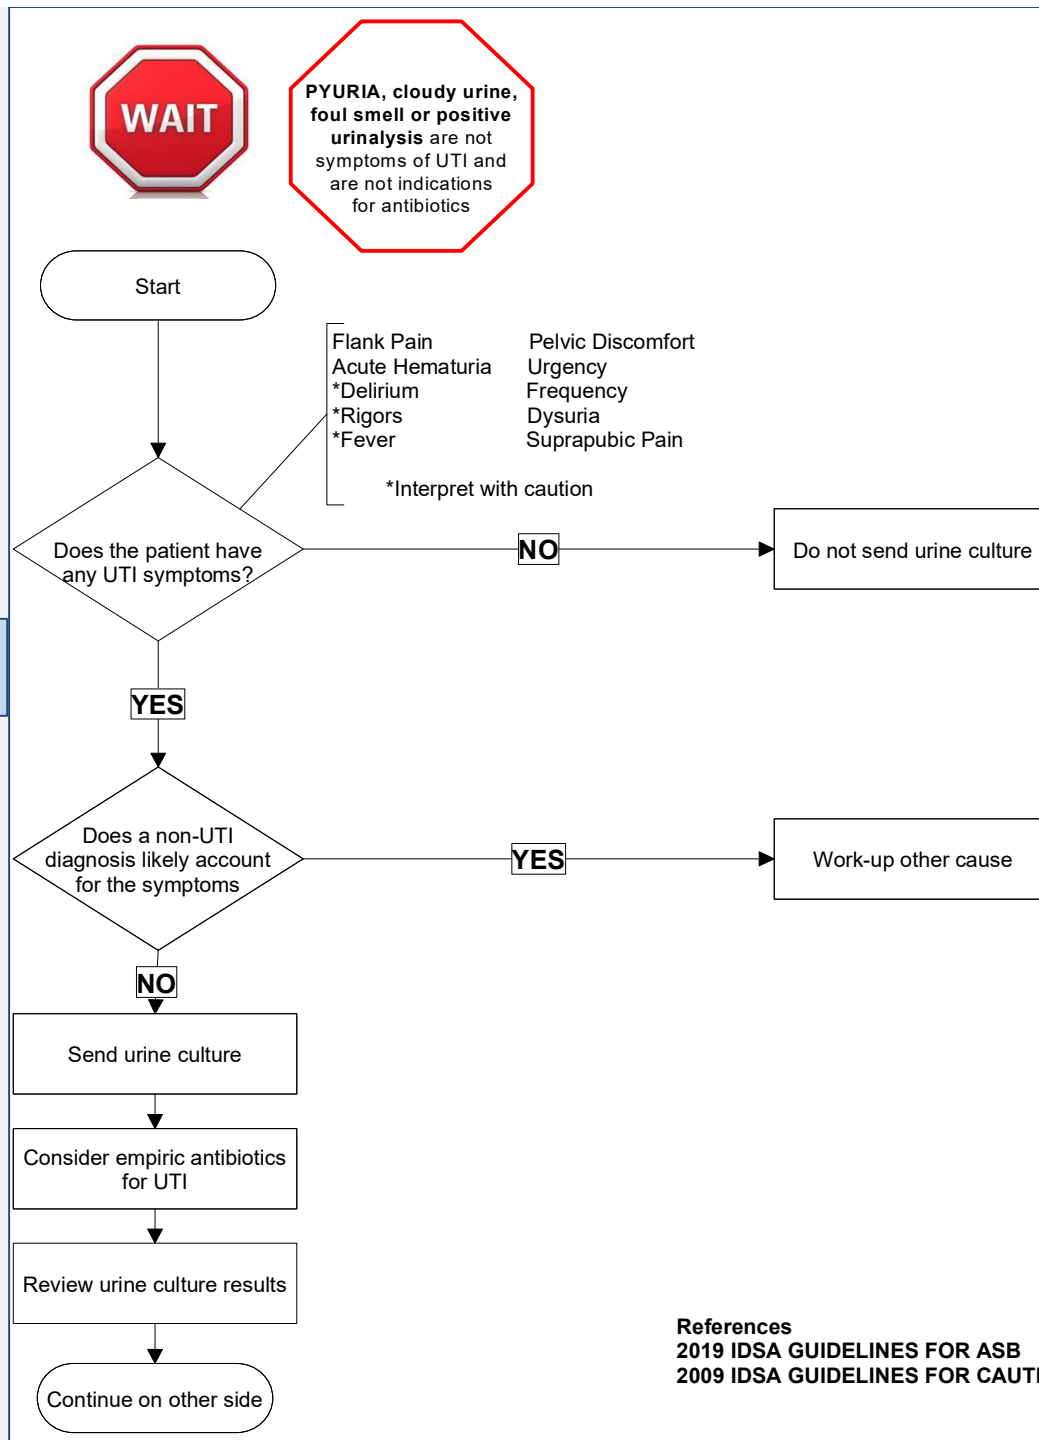 WAIT
PYURIA, cloudy urine,
foul smell or positive
urinalysis are not
symptoms of UTI and
are not indications
for antibiotics
Start
Flank Pain Pelvic Discomfort
Acute Hematuria Urgency
*Delirium Frequency
*Rigors Dysuria
*Fever Suprapubic Pain
*Interpret with caution
Does the patient have
any UTI symptoms?
NO
Do not send urine culture
YES
Does a non-UTI
diagnosis likely account
for the symptoms
YES
Work-up other cause
NO
Send urine culture
Consider empiric antibiotics
for UTI
Review urine culture results
Continue on other side
References
2019 IDSA GUIDELINES FOR ASB
2009 IDSA GUIDELINES FOR CAUTI